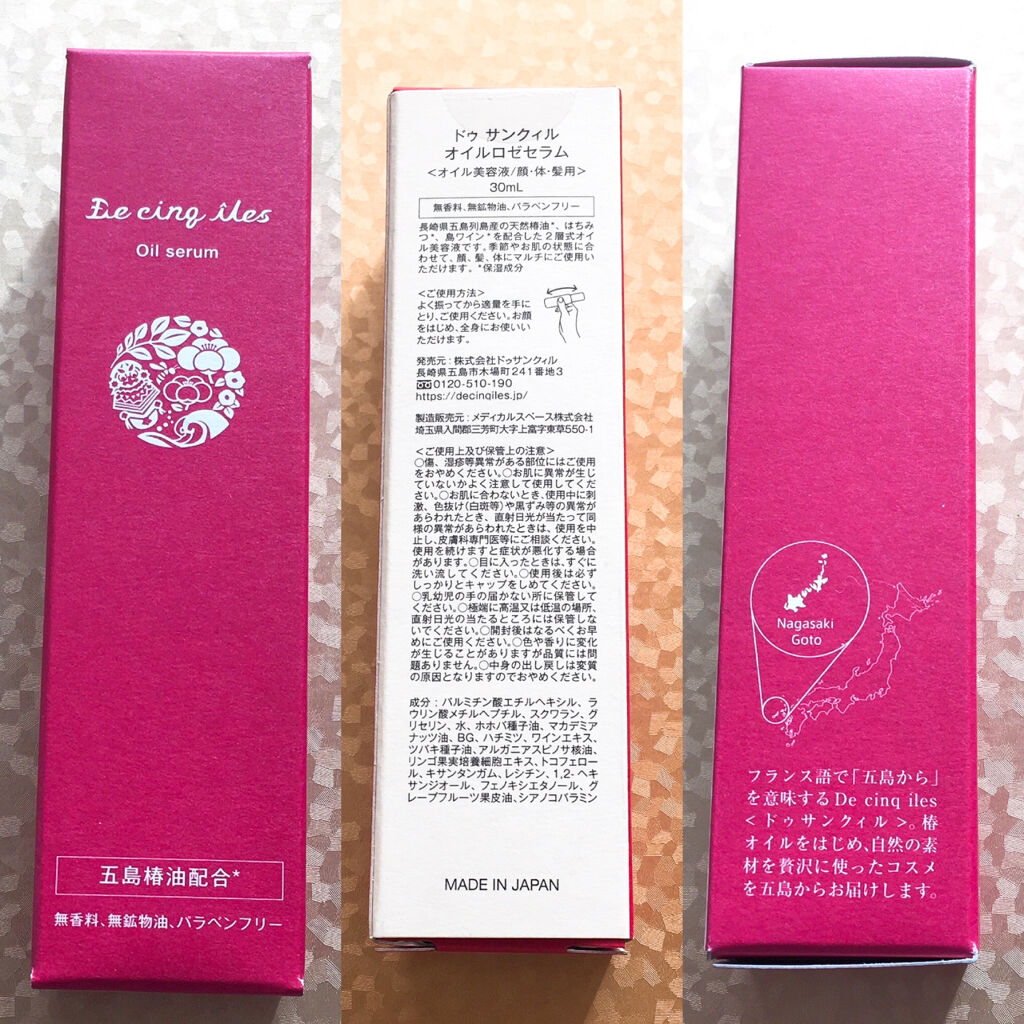 De cinq îles
Oil serum
五島椿油配合*
無香料、無鉱物油、パラベンフリー
ドゥ サンクィル
オイルロゼセラム
<オイル美容液/顔・体・髪用>
30mL
無香料、無鉱物油、パラベンフリー
長崎県五島列島産の天然椿油*、はちみ
つ*、島ワイン*を配合した2層式オイ
ル美容液です。季節やお肌の状態に合
わせて、顔、髪、体にマルチにご使用い
ただけます。*保湿成分
<ご使用方法>
よく振ってから適量を手に
とり、ご使用ください。お顔
をはじめ、全身にお使いい
ただけます。
発売元：株式会社ドゥサンクィル
長崎県五島市木場町241番地3
0120-510-190
https://decinqiles.jp/
製造販売元：メディカルスペース株式会社
埼玉県入間郡三芳町大字上富字東草550-1
<ご使用上及び保管上の注意>
○傷、湿疹等異常がある部位にはご使用
をおやめください。○お肌に異常が生じ
ていないかよく注意して使用してくだ
さい。○お肌に合わないとき、使用中に刺
激、色抜け(白斑等)や黒ずみ等の異常が
あらわれたとき、直射日光が当たって同
様の異常があらわれたときは、使用を中
止し、皮膚科専門医等にご相談ください。
使用を続けますと症状が悪化する場合
があります。○目に入ったときは、すぐに
洗い流してください。○使用後は必ず
しっかりとキャップをしめてください。
○乳幼児の手の届かない所に保管して
ください。○極端に高温又は低温の場所、
直射日光の当たるところには保管しな
いでください。○開封後はなるべくお早
めにご使用ください。○色や香りに変化
が生じることがありますが品質には問
題ありません。○中身の出し戻しは変質
の原因となりますのでおやめください。
成分：パルミチン酸エチルヘキシル、ラ
ウリン酸メチルヘプチル、スクワラン、グ
リセリン、水、ホホバ種子油、マカデミア
ナッツ油、BG、ハチミツ、ワインエキス、
ツバキ種子油、アルガニアスピノサ核油、
リンゴ果実培養細胞エキス、トコフェロー
ル、キサンタンガム、レシチン、1,2-ヘキ
サンジオール、フェノキシエタノール、グ
レープフルーツ果皮油、シアノコバラミン
MADE IN JAPAN
Nagasaki
Goto
フランス語で「五島から」
を意味するDe cinq îles
<ドゥサンクィル>。椿
オイルをはじめ、自然の素
材を贅沢に使ったコスメ
を五島からお届けします。